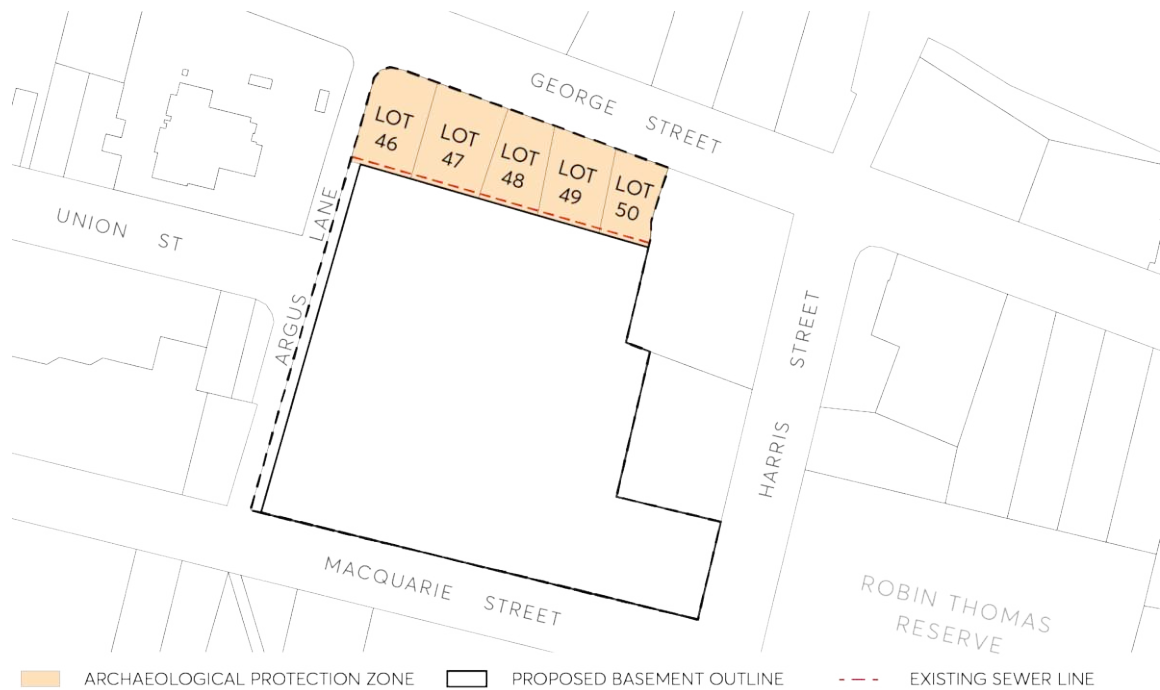 GEORGE STREET
LOT
46
LOT
47
LOT
48
LOT
49
LOT
50
UNION ST
ARGUS LANE
HARRIS STREET
MACQUARIE STREET
ROBIN THOMAS
RESERVE
ARCHAEOLOGICAL PROTECTION ZONE
PROPOSED BASEMENT OUTLINE
EXISTING SEWER LINE